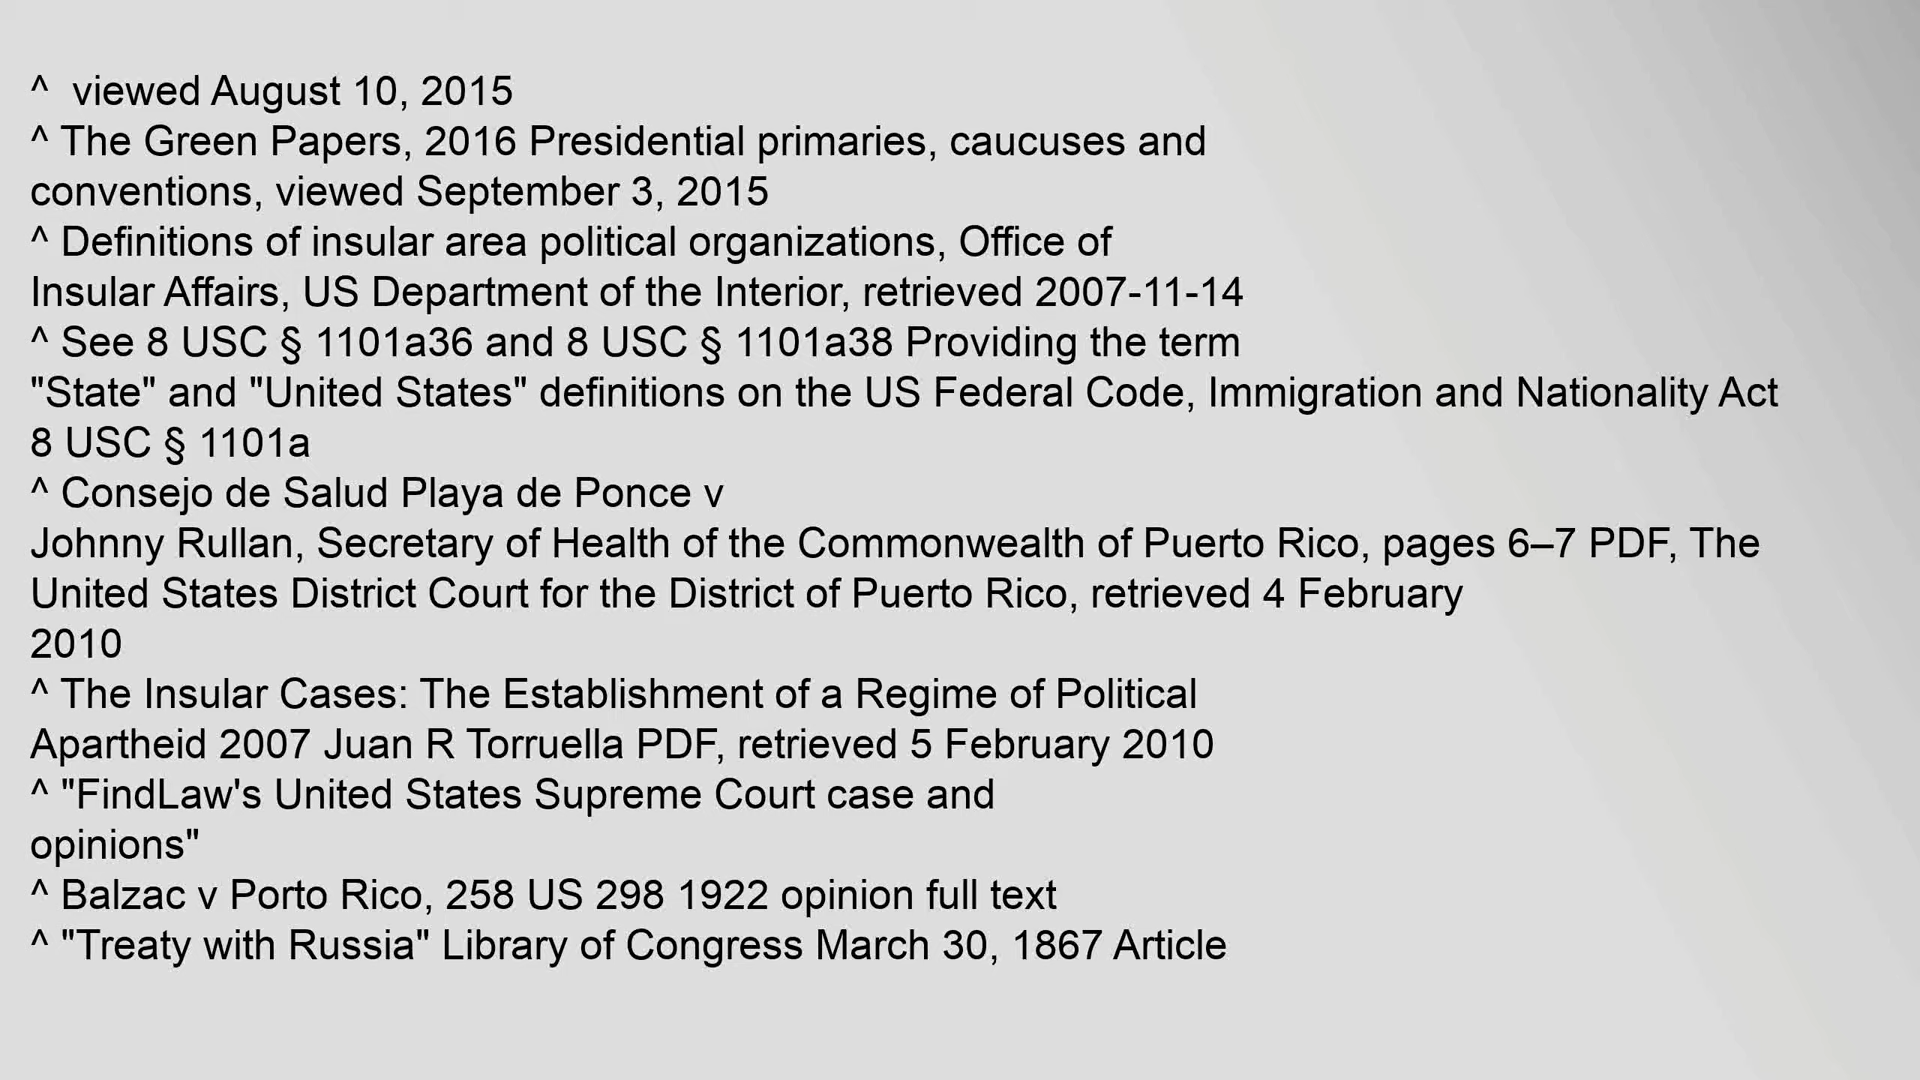 ^  viewed August 10, 2015
^ The Green Papers, 2016 Presidential primaries, caucuses and
conventions, viewed September 3, 2015
^ Definitions of insular area political organizations, Office of
Insular Affairs, US Department of the Interior, retrieved 2007-11-14
^ See 8 USC § 1101a36 and 8 USC § 1101a38 Providing the term
"State" and "United States" definitions on the US Federal Code, Immigration and Nationality Act
8 USC § 1101a
^ Consejo de Salud Playa de Ponce v
Johnny Rullan, Secretary of Health of the Commonwealth of Puerto Rico, pages 6–7 PDF, The
United States District Court for the District of Puerto Rico, retrieved 4 February
2010
^ The Insular Cases: The Establishment of a Regime of Political
Apartheid 2007 Juan R Torruella PDF, retrieved 5 February 2010
^ "FindLaw's United States Supreme Court case and
opinions"
^ Balzac v Porto Rico, 258 US 298 1922 opinion full text
^ "Treaty with Russia" Library of Congress March 30, 1867 Article